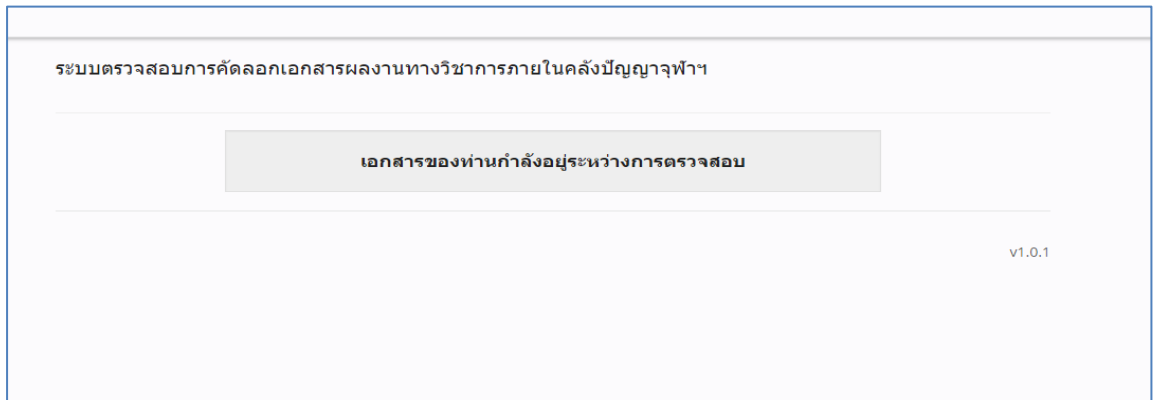 ระบบตรวจสอบการคัดลอกเอกสารผลงานทางวิชาการภายในคลังปัญญาจุฬาฯ
เอกสารของท่านกำลังอยู่ระหว่างการตรวจสอบ
v1.0.1